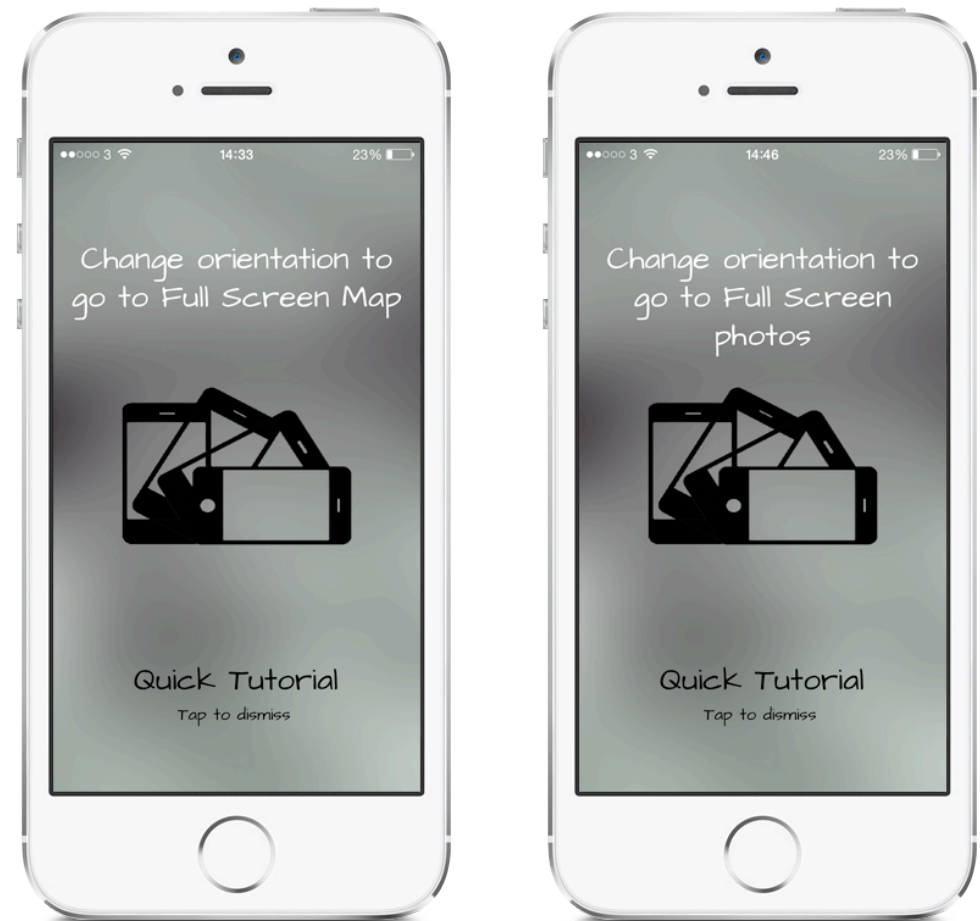 3 14:33 23%
Change orientation to
go to Full Screen Map
Quick Tutorial
Tap to dismiss
3 14:46 23%
Change orientation to
go to Full Screen
photos
Quick Tutorial
Tap to dismiss